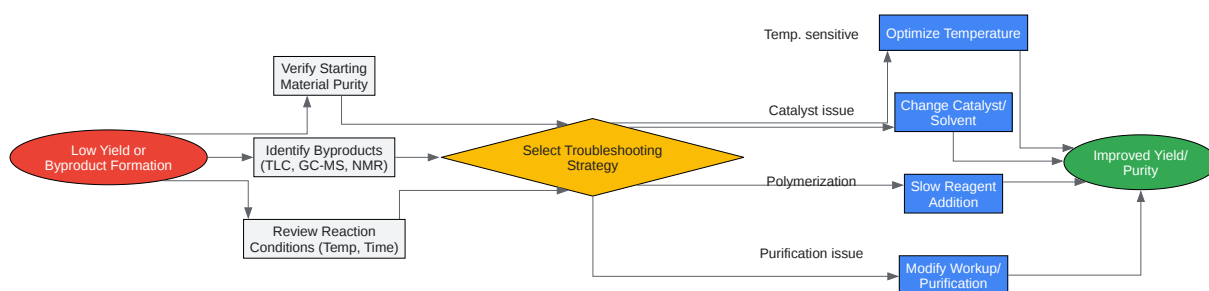 Low Yield or
Byproduct Formation
Verify Starting
Material Purity
Identify Byproducts
(TLC, GC-MS, NMR)
Review Reaction
Conditions (Temp, Time)
Select Troubleshooting
Strategy
Temp. sensitive
Optimize Temperature
Catalyst issue
Change Catalyst/
Solvent
Polymerization
Slow Reagent
Addition
Purification issue
Modify Workup/
Purification
Improved Yield/
Purity